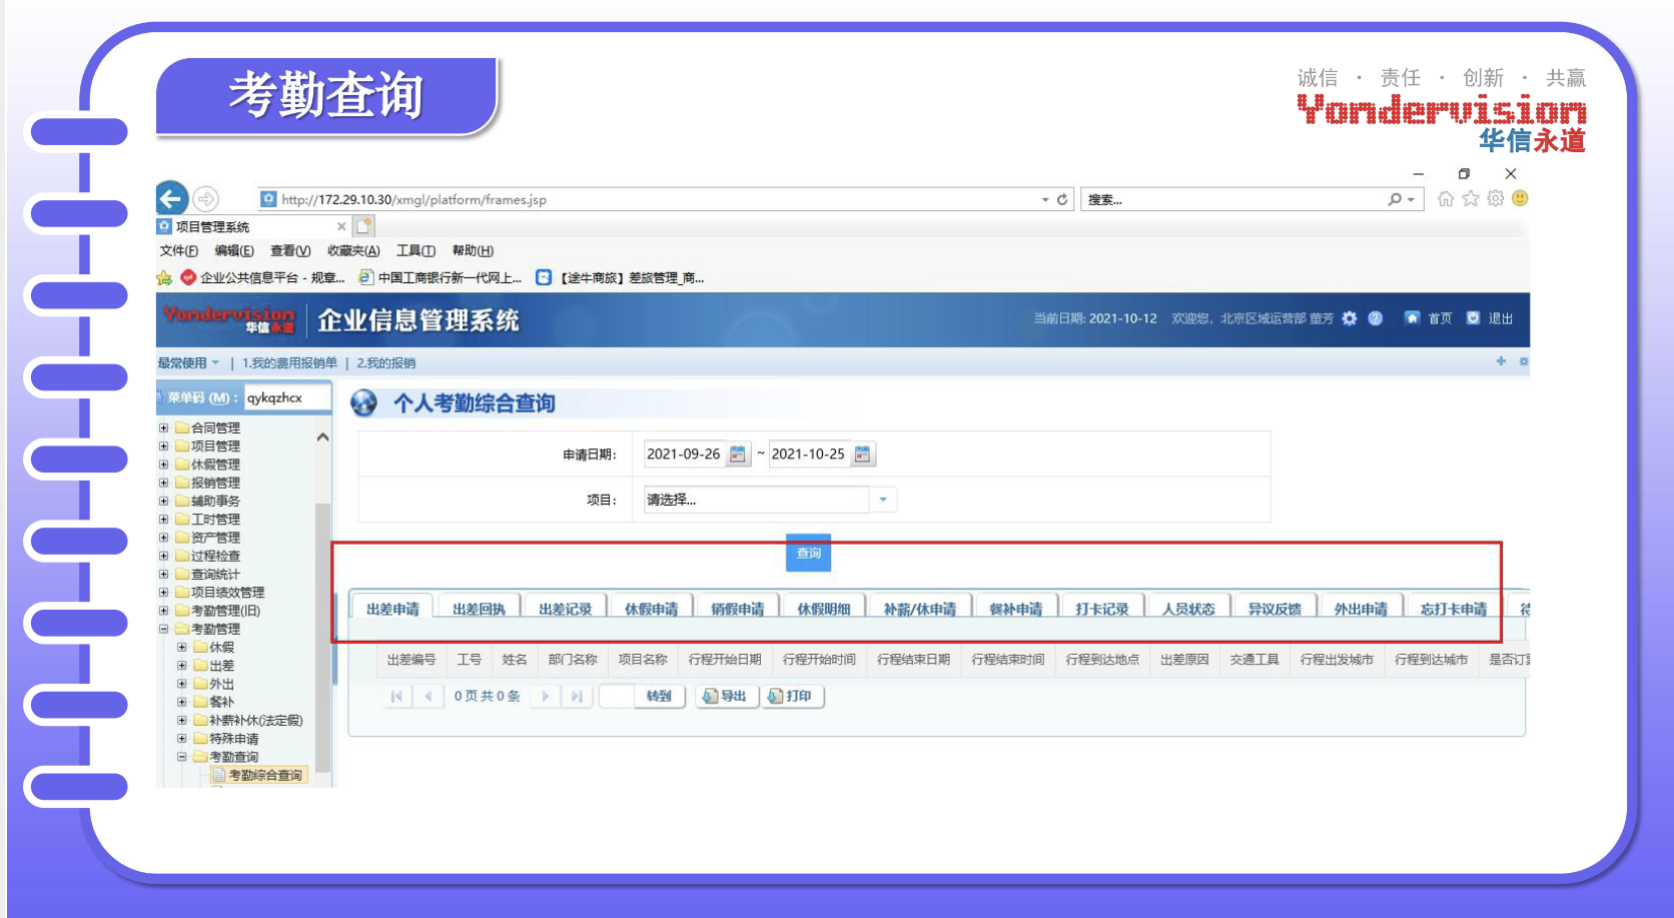 考勤查询
诚信 · 责任 · 创新 · 共赢
Yondervision
华信永道
http://172.29.10.30/xmgl/platform/frames.jsp
搜索...
项目管理系统
文件(F) 编辑(E) 查看(V) 收藏夹(A) 工具(T) 帮助(H)
企业公共信息平台 - 规章... 中国工商银行新一代网上... 【途牛商旅】差旅管理_商...
Yondervision 华信永道 企业信息管理系统
当前日期: 2021-10-12 欢迎您, 北京区域运营部 董芳 首页 退出
最常使用 | 1.我的费用报销单 | 2.我的报销
菜单码 (M) : qykqzhcx
个人考勤综合查询
合同管理
项目管理
休假管理
报销管理
辅助事务
工时管理
资产管理
过程检查
查询统计
项目绩效管理
考勤管理(旧)
考勤管理
休假
出差
外出
餐补
补薪补休(法定假)
特殊申请
考勤查询
考勤综合查询
申请日期: 2021-09-26 ~ 2021-10-25
项目: 请选择...
查询
出差申请 出差回执 出差记录 休假申请 销假申请 休假明细 补薪/休申请 餐补申请 打卡记录 人员状态 异议反馈 外出申请 忘打卡申请
出差编号 工号 姓名 部门名称 项目名称 行程开始日期 行程开始时间 行程结束日期 行程结束时间 行程到达地点 出差原因 交通工具 行程出发城市 行程到达城市 是否订
0 页 共 0 条 转到 导出 打印